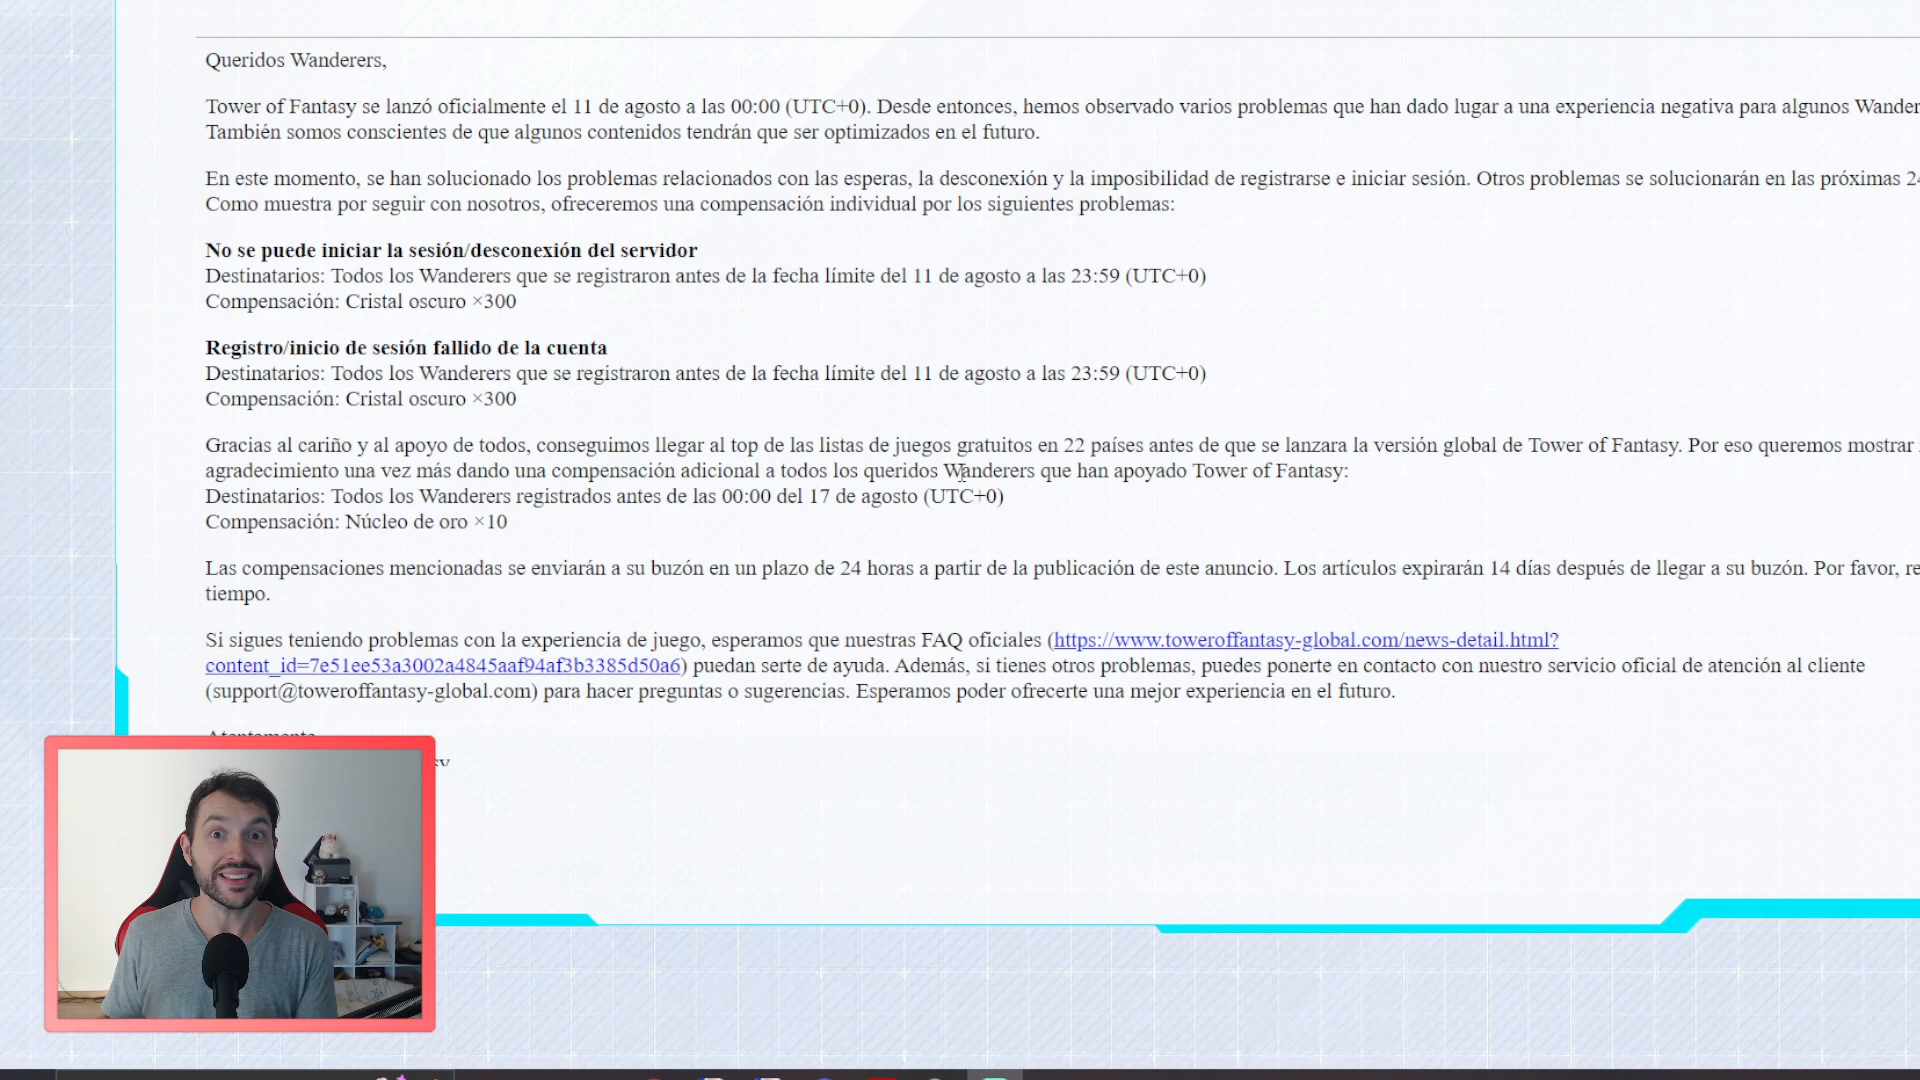 Queridos Wanderers,
Tower of Fantasy se lanzó oficialmente el 11 de agosto a las 00:00 (UTC+0). Desde entonces, hemos observado varios problemas que han dado lugar a una experiencia negativa para algunos
También somos conscientes de que algunos contenidos tendrán que ser optimizados en el futuro.
En este momento, se han solucionado los problemas relacionados con las esperas, la desconexión y la imposibilidad de registrarse e iniciar sesión. Otros problemas se solucionarán en las próximas
Como muestra por seguir con nosotros, ofreceremos una compensación individual por los siguientes problemas:
No se puede iniciar la sesión/desconexión del servidor
Destinatarios: Todos los Wanderers que se registraron antes de la fecha límite del 11 de agosto a las 23:59 (UTC+0)
Compensación: Cristal oscuro ×300
Registro/inicio de sesión fallido de la cuenta
Destinatarios: Todos los Wanderers que se registraron antes de la fecha límite del 11 de agosto a las 23:59 (UTC+0)
Compensación: Cristal oscuro ×300
Gracias al cariño y al apoyo de todos, conseguimos llegar al top de las listas de juegos gratuitos en 22 países antes de que se lanzara la versión global de Tower of Fantasy. Por eso queremos mostrar
agradecimiento una vez más dando una compensación adicional a todos los queridos Wanderers que han apoyado Tower of Fantasy:
Destinatarios: Todos los Wanderers registrados antes de las 00:00 del 17 de agosto (UTC+0)
Compensación: Núcleo de oro ×10
Las compensaciones mencionadas se enviarán a su buzón en un plazo de 24 horas a partir de la publicación de este anuncio. Los artículos expirarán 14 días después de llegar a su buzón. Por favor,
tiempo.
Si sigues teniendo problemas con la experiencia de juego, esperamos que nuestras FAQ oficiales (https://www.toweroffantasy-global.com/news-detail.html?
content_id=7e51ee53a3002a4845aaf94af3b3385d50a6) puedan serte de ayuda. Además, si tienes otros problemas, puedes ponerte en contacto con nuestro servicio oficial de atención al cliente
(support@toweroffantasy-global.com) para hacer preguntas o sugerencias. Esperamos poder ofrecerte una mejor experiencia en el futuro.